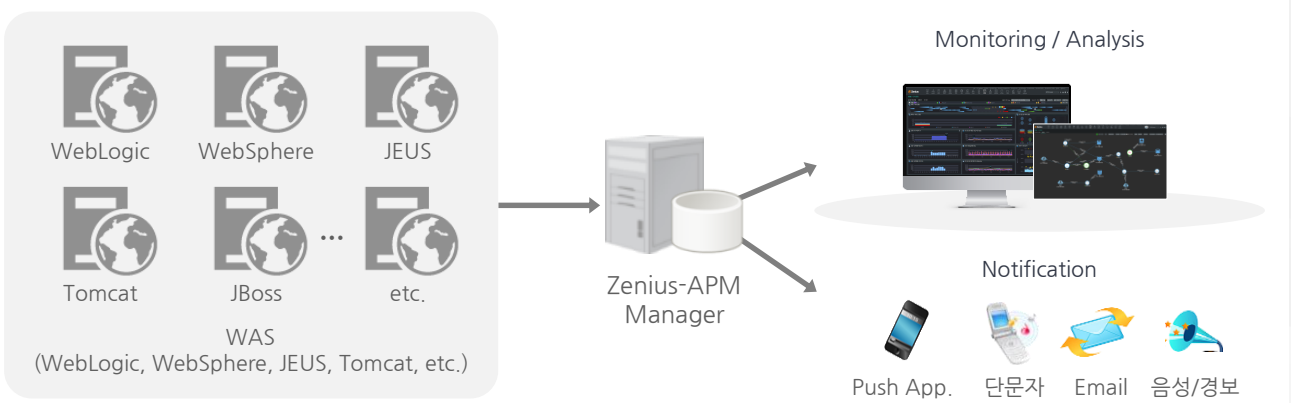 WebLogic
WebSphere
JEUS
Tomcat
...
JBoss
etc.
WAS
(WebLogic, WebSphere, JEUS, Tomcat, etc.)
Zenius-APM
Manager
Monitoring / Analysis
Notification
Push App.
단문자
Email
음성/경보